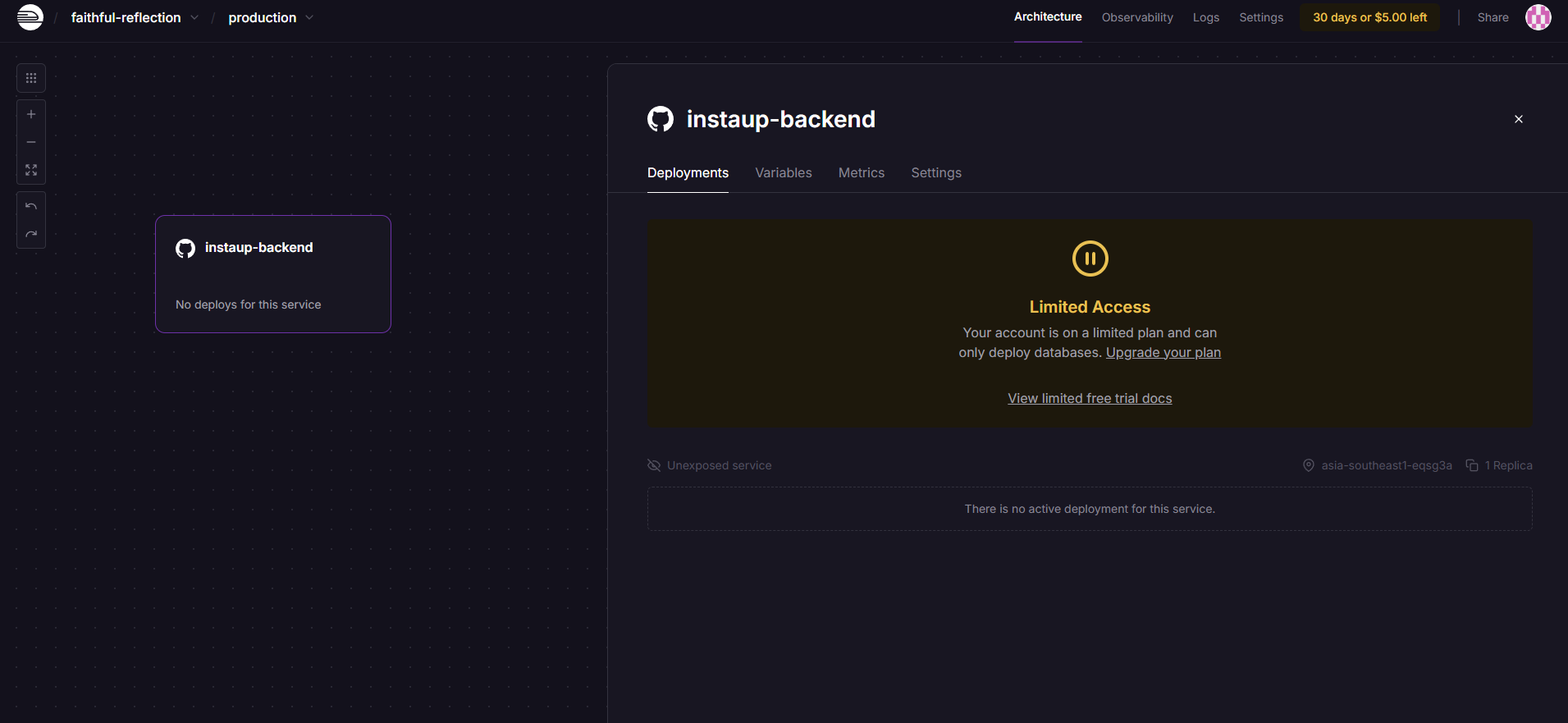 / faithful-reflection / production Architecture Observability Logs Settings 30 days or $5.00 left Share
instaup-backend
Deployments Variables Metrics Settings
instaup-backend
No deploys for this service
Limited Access
Your account is on a limited plan and can
only deploy databases. Upgrade your plan
View limited free trial docs
Unexposed service asia-southeast1-eqsg3a 1 Replica
There is no active deployment for this service.